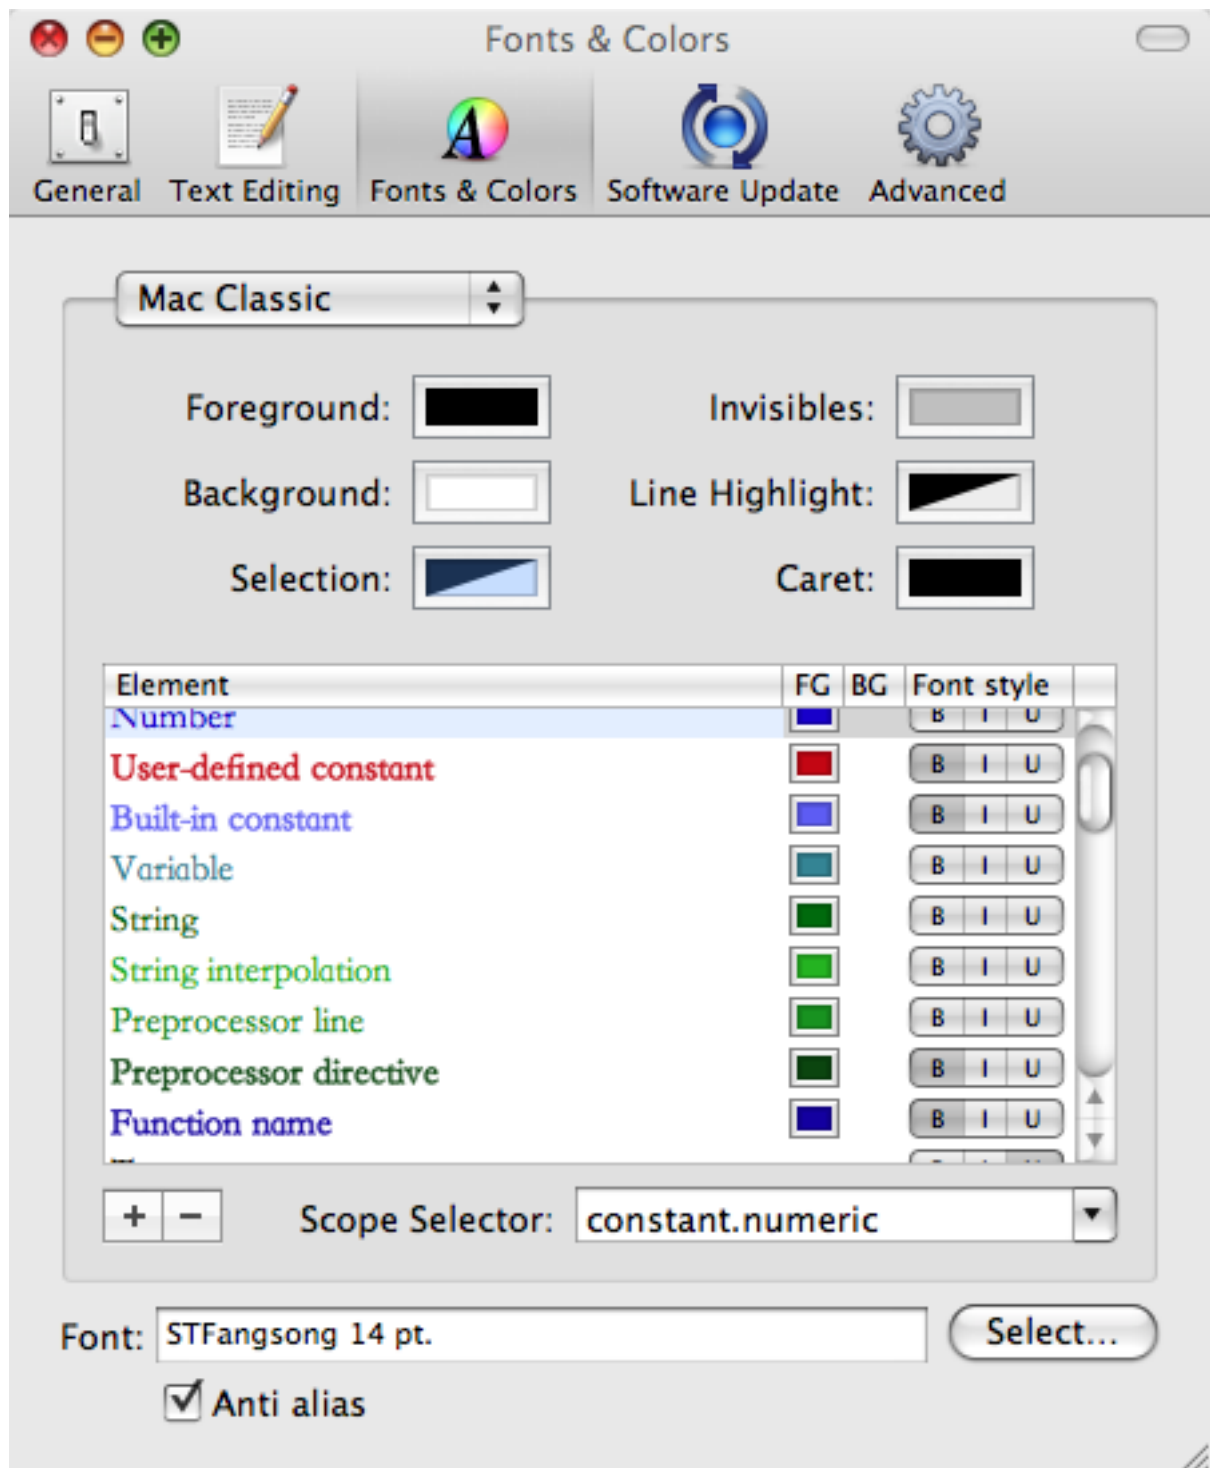 Fonts & Colors
General Text Editing Fonts & Colors Software Update Advanced
Mac Classic
Foreground: Invisibles:
Background: Line Highlight:
Selection: Caret:
Element FG BG Font style
Number B I U
User-defined constant B I U
Built-in constant B I U
Variable B I U
String B I U
String interpolation B I U
Preprocessor line B I U
Preprocessor directive B I U
Function name B I U
+ − Scope Selector: constant.numeric
Font: STFangsong 14 pt. Select...
Anti alias